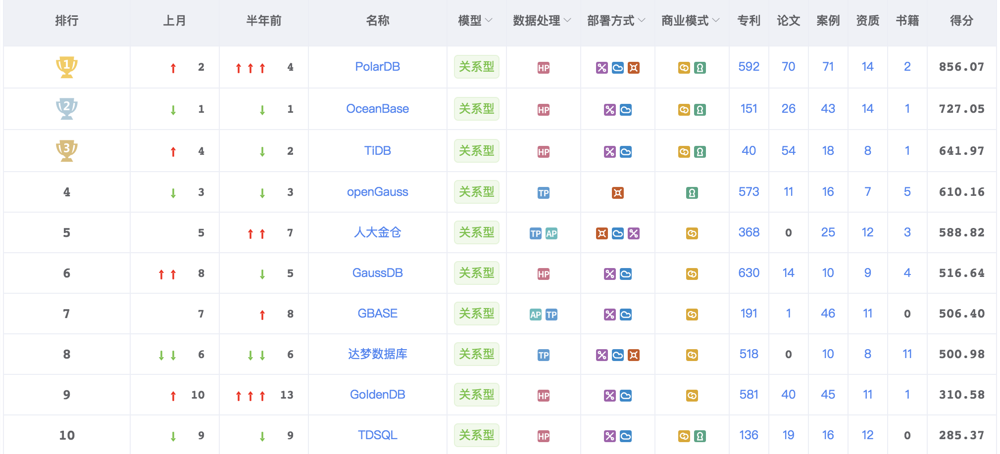 排行 上月 半年前 名称 模型 数据处理 部署方式 商业模式 专利 论文 案例 资质 书籍 得分
1 ↑ 2 ↑↑↑ 4 PolarDB 关系型 HP 592 70 71 14 2 856.07
2 ↓ 1 ↓ 1 OceanBase 关系型 HP 151 26 43 14 1 727.05
3 ↑ 4 ↓ 2 TiDB 关系型 HP 40 54 18 8 1 641.97
4 ↓ 3 ↓ 3 openGauss 关系型 TP 573 11 16 7 5 610.16
5 5 ↑↑ 7 人大金仓 关系型 TP AP 368 0 25 12 3 588.82
6 ↑↑ 8 ↓ 5 GaussDB 关系型 HP 630 14 10 9 4 516.64
7 7 ↑ 8 GBASE 关系型 AP TP 191 1 46 11 0 506.40
8 ↓↓ 6 ↓↓ 6 达梦数据库 关系型 TP 518 0 10 8 11 500.98
9 ↑ 10 ↑↑↑ 13 GoldenDB 关系型 HP 581 40 45 11 1 310.58
10 ↓ 9 ↓ 9 TDSQL 关系型 HP 136 19 16 12 0 285.37